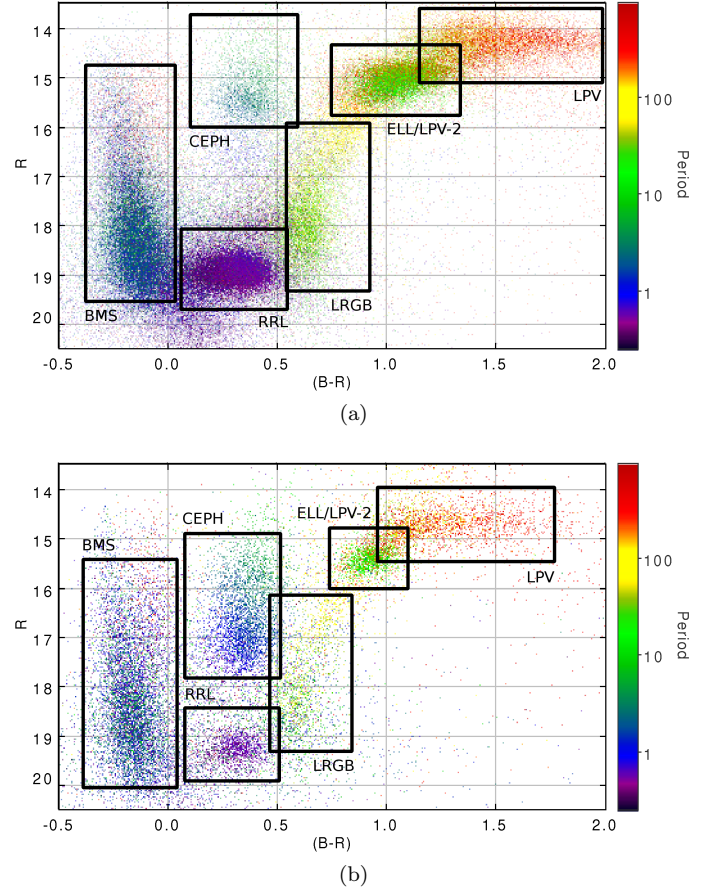 14
15
16
17
18
19
20
R
CEPH
ELL/LPV-2
LPV
BMS
RRL
LRGB
-0.5 0.0 0.5 1.0 1.5 2.0
(B-R)
100
10
1
Period
(a)
14
15
16
17
18
19
20
R
BMS
CEPH
ELL/LPV-2
LPV
RRL
LRGB
-0.5 0.0 0.5 1.0 1.5 2.0
(B-R)
100
10
1
Period
(b)